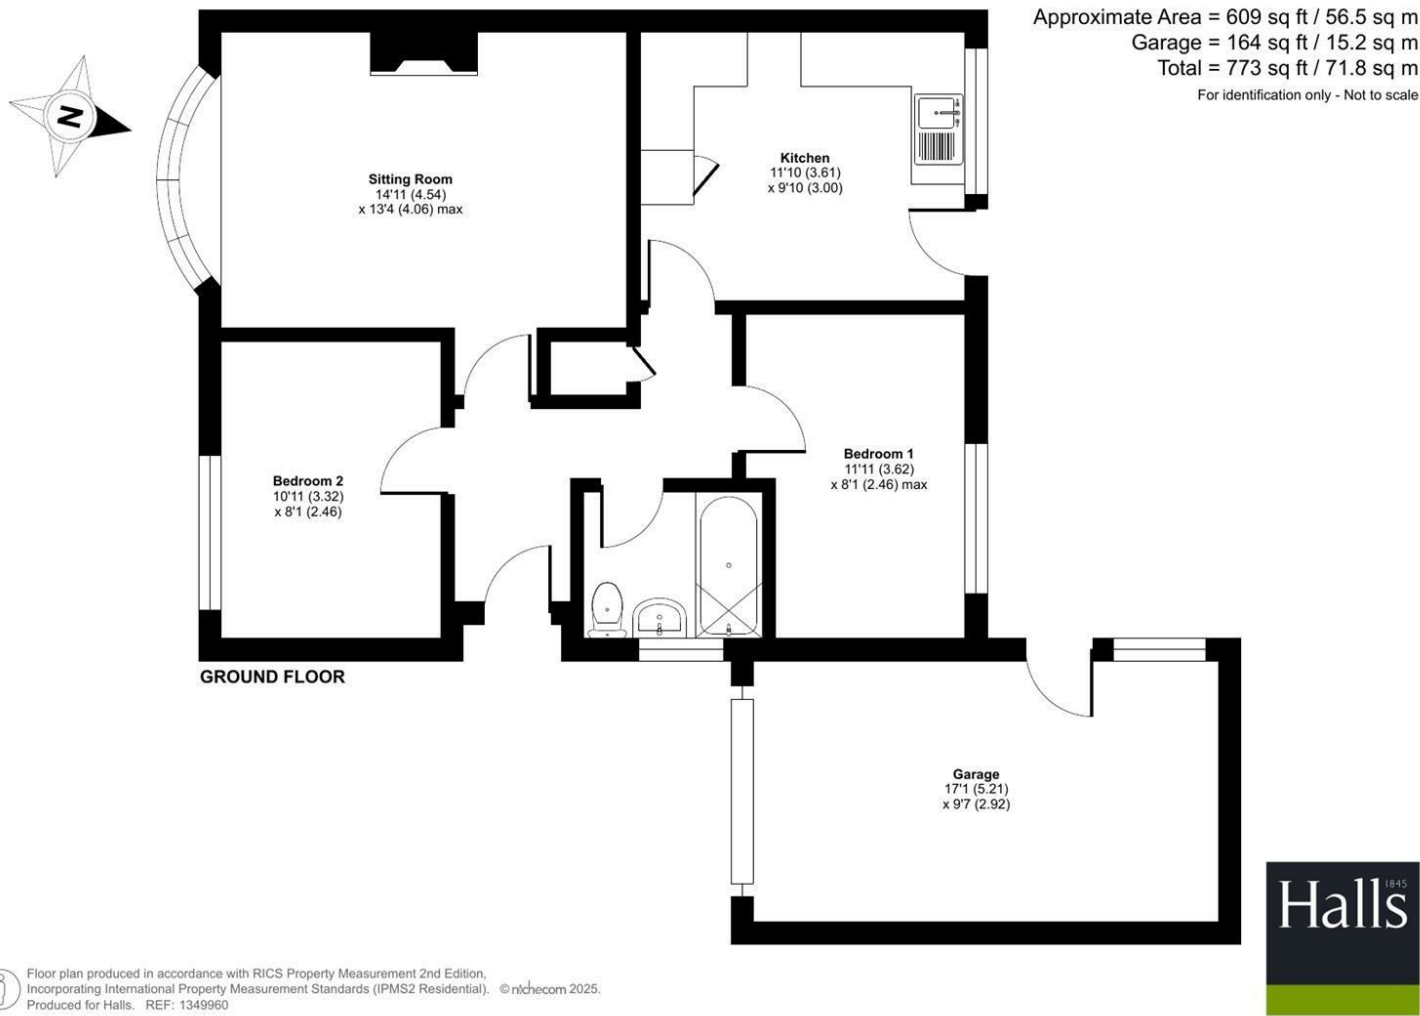 Approximate Area = 609 sq ft / 56.5 sq m
Garage = 164 sq ft / 15.2 sq m
Total = 773 sq ft / 71.8 sq m
For identification only - Not to scale
N
Sitting Room
14'11 (4.54)
x 13'4 (4.06) max
Kitchen
11'10 (3.61)
x 9'10 (3.00)
Bedroom 2
10'11 (3.32)
x 8'1 (2.46)
Bedroom 1
11'11 (3.62)
x 8'1 (2.46) max
GROUND FLOOR
Garage
17'1 (5.21)
x 9'7 (2.92)
Halls
1845
Floor plan produced in accordance with RICS Property Measurement 2nd Edition,
Incorporating International Property Measurement Standards (IPMS2 Residential). © nichecom 2025.
Produced for Halls. REF: 1349960